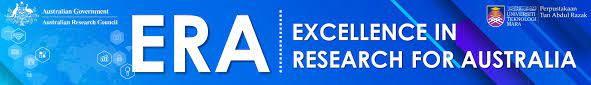 Australian Government
Australian Research Council
ERA
EXCELLENCE IN
RESEARCH FOR AUSTRALIA
UNIVERSITI
TEKNOLOGI
MARA
Perpustakaan
Tun Abdul Razak